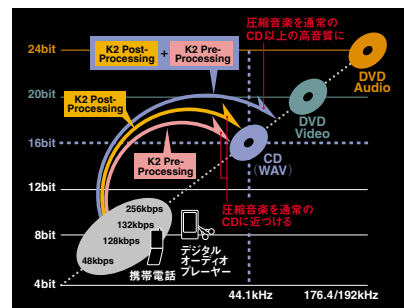 圧縮音楽を通常の
CD以上の高音質に
24bit
K2 Post-
Processing
+
K2 Pre-
Processing
DVD
Audio
20bit
K2 Post-
Processing
DVD
Video
16bit
K2 Pre-
Processing
CD
(WAV)
12bit
256kbps
132kbps
128kbps
48kbps
圧縮音楽を通常の
CDに近づける
8bit
デジタル
オーディオ
プレーヤー
携帯電話
4bit
44.1kHz
176.4/192kHz